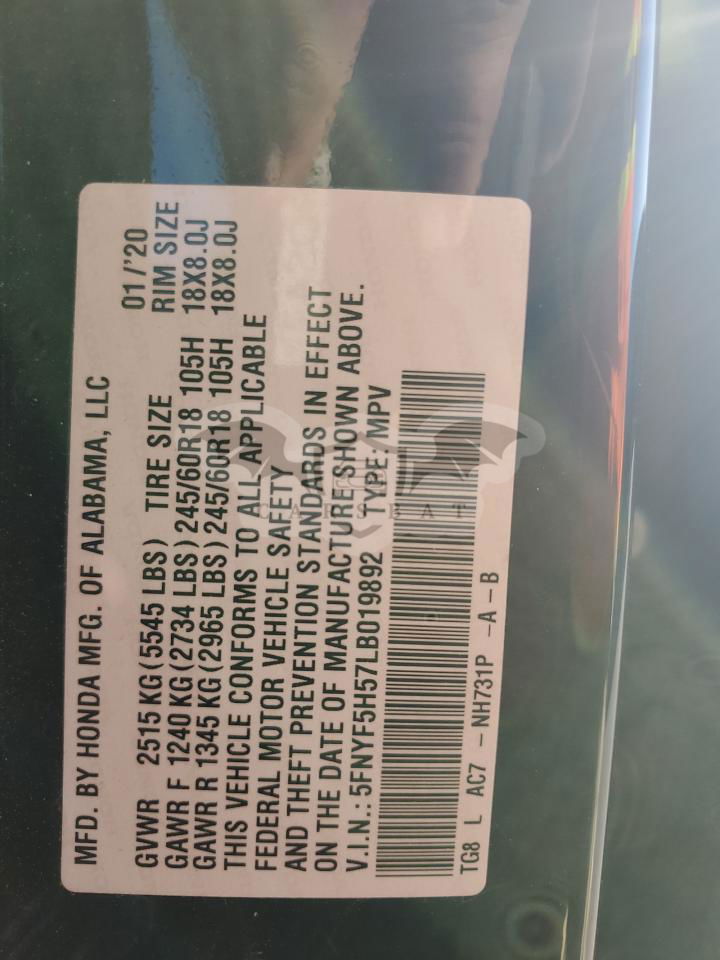 MFD. BY HONDA MFG. OF ALABAMA, LLC 01/'20
GVWR 2515 KG (5545 LBS) TIRE SIZE RIM SIZE
GAWR F 1240 KG (2734 LBS) 245/60R18 105H 18X8.0J
GAWR R 1345 KG (2965 LBS) 245/60R18 105H 18X8.0J
THIS VEHICLE CONFORMS TO ALL APPLICABLE
FEDERAL MOTOR VEHICLE SAFETY
AND THEFT PREVENTION STANDARDS IN EFFECT
ON THE DATE OF MANUFACTURE SHOWN ABOVE.
V.I.N.: 5FNYF5H57LB019892 TYPE: MPV
CARSBAT
TG8 L AC7 -NH731P -A-B